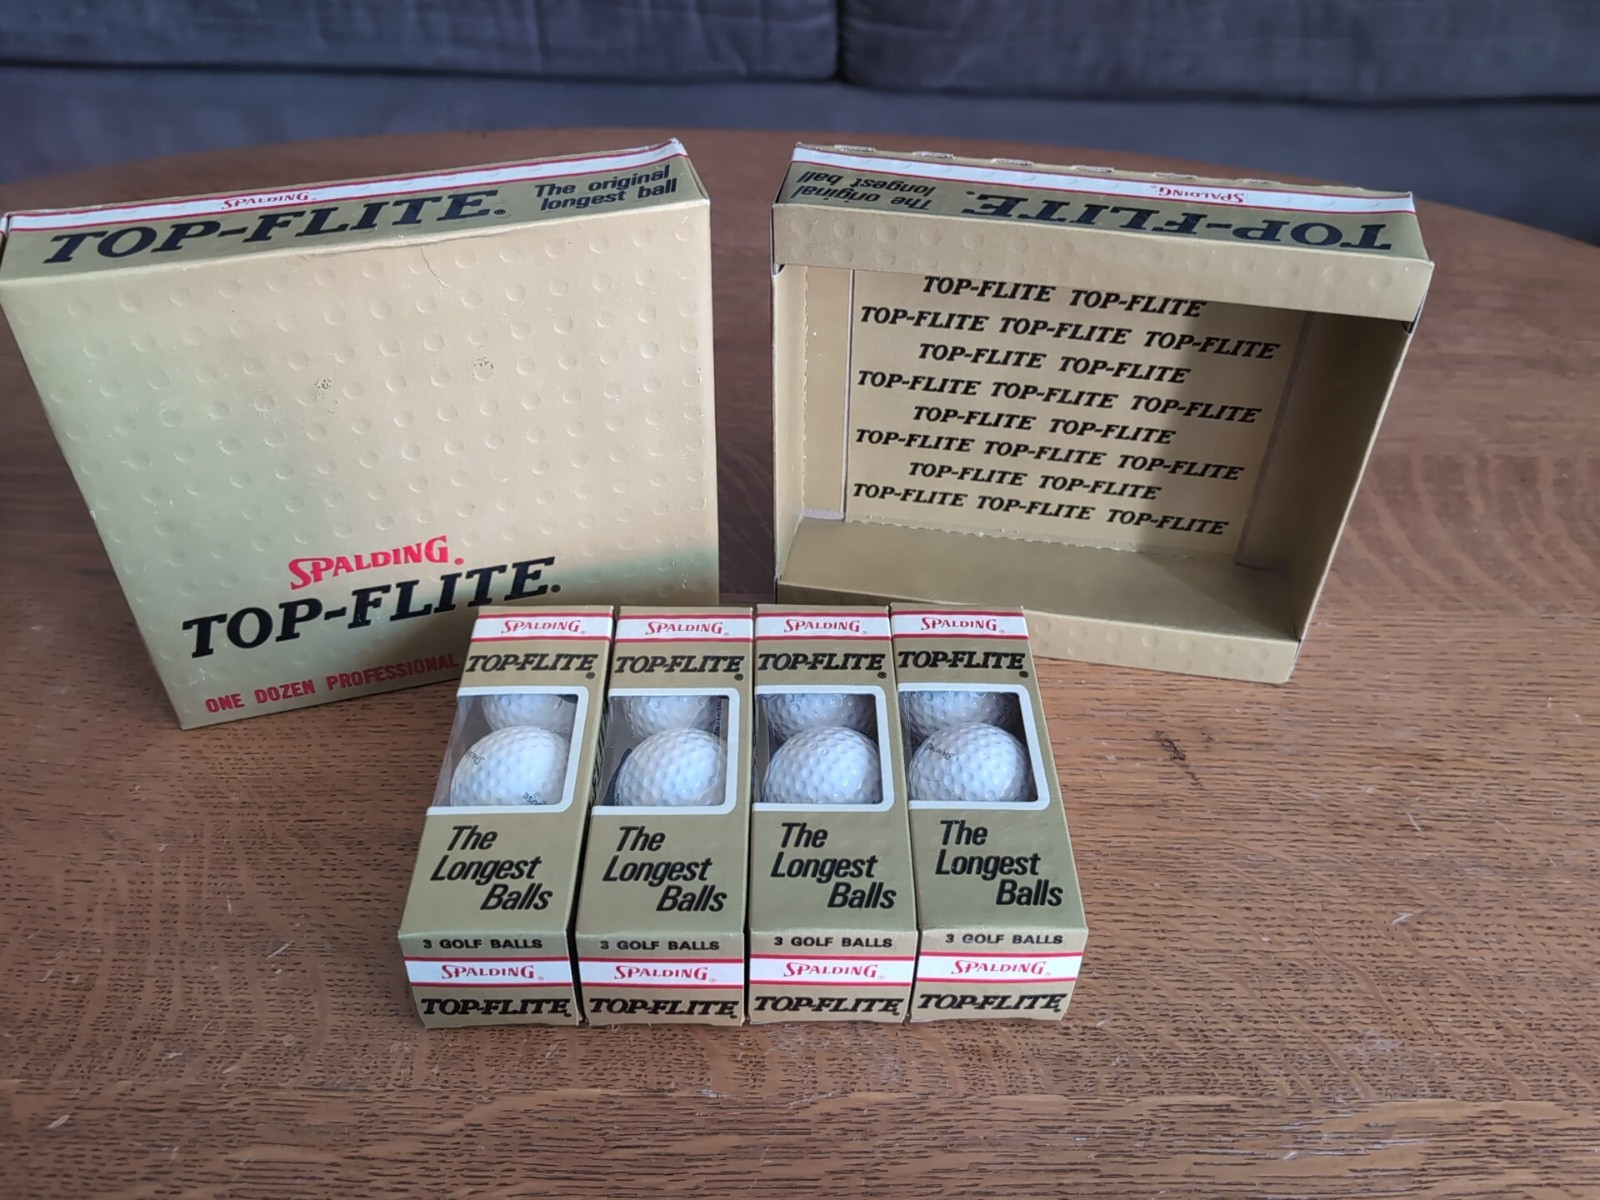 SPALDING
TOP-FLITE.
The original
longest ball
SPALDING.
TOP-FLITE.
ONE DOZEN PROFESSIONAL
SPALDING
TOP-FLITE.
The original
longest ball
TOP-FLITE TOP-FLITE
TOP-FLITE TOP-FLITE TOP-FLITE
TOP-FLITE TOP-FLITE
TOP-FLITE TOP-FLITE TOP-FLITE
TOP-FLITE TOP-FLITE
TOP-FLITE TOP-FLITE TOP-FLITE
TOP-FLITE TOP-FLITE
TOP-FLITE TOP-FLITE TOP-FLITE
SPALDING®
TOP-FLITE®
The
Longest
Balls
3 GOLF BALLS
SPALDING®
TOP-FLITE
SPALDING®
TOP-FLITE®
The
Longest
Balls
3 GOLF BALLS
SPALDING®
TOP-FLITE
SPALDING®
TOP-FLITE®
The
Longest
Balls
3 GOLF BALLS
SPALDING®
TOP-FLITE
SPALDING®
TOP-FLITE®
SPALDING
The
Longest
Balls
3 GOLF BALLS
SPALDING®
TOP-FLITE